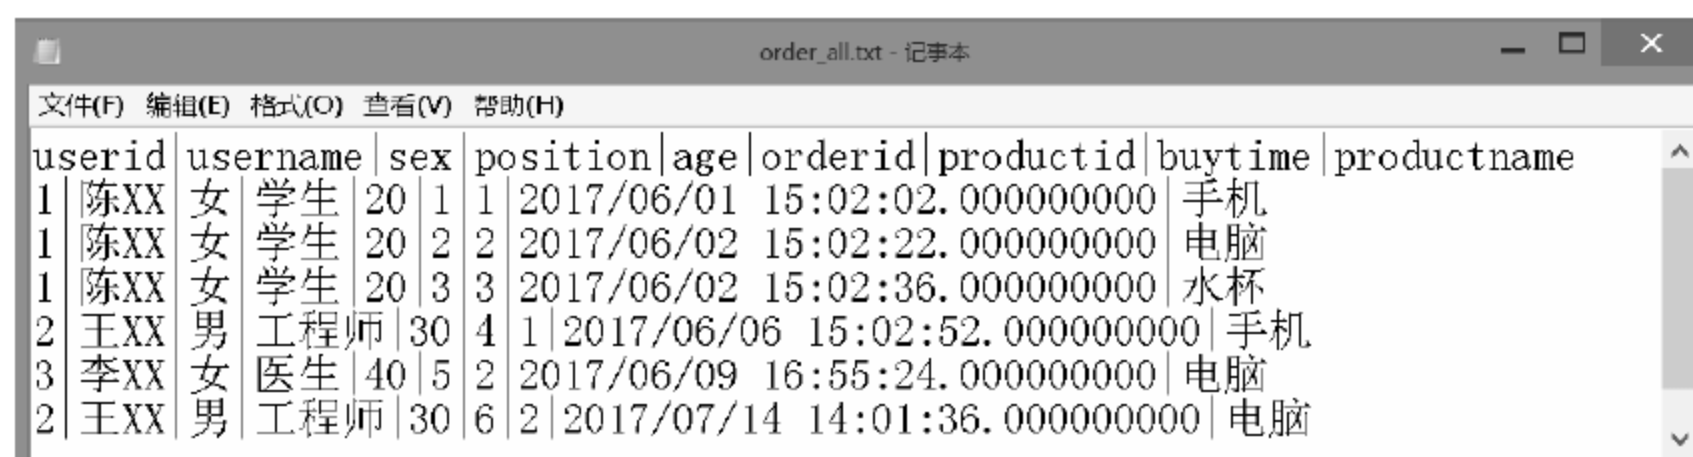 order_all.txt - 记事本
文件(F) 编辑(E) 格式(O) 查看(V) 帮助(H)
userid|username|sex|position|age|orderid|productid|buytime|productname
1|陈XX|女|学生|20|1|1|2017/06/01 15:02:02.000000000|手机
1|陈XX|女|学生|20|2|2|2017/06/02 15:02:22.000000000|电脑
1|陈XX|女|学生|20|3|3|2017/06/02 15:02:36.000000000|水杯
2|王XX|男|工程师|30|4|1|2017/06/06 15:02:52.000000000|手机
3|李XX|女|医生|40|5|2|2017/06/09 16:55:24.000000000|电脑
2|王XX|男|工程师|30|6|2|2017/07/14 14:01:36.000000000|电脑